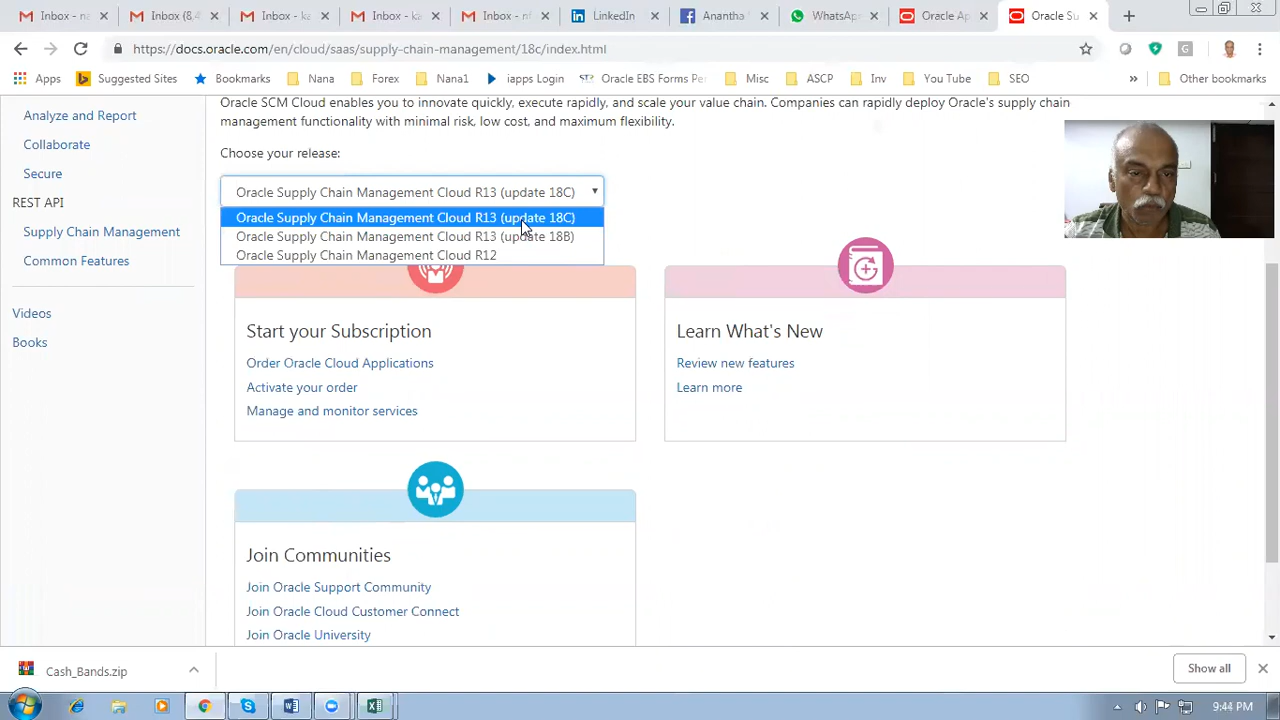 Inbox - na
Inbox (8,4
Inbox - ka
Inbox - ka
Inbox - nf
LinkedIn
Anantha
WhatsAp
Oracle Ap
Oracle Su
https://docs.oracle.com/en/cloud/saas/supply-chain-management/18c/index.html
Apps
Suggested Sites
Bookmarks
Nana
Forex
Nana1
iapps Login
Oracle EBS Forms Pe
Misc
ASCP
Inv
You Tube
SEO
»
Other bookmarks
Analyze and Report
Collaborate
Secure
REST API
Supply Chain Management
Common Features
Videos
Books
Oracle SCM Cloud enables you to innovate quickly, execute rapidly, and scale your value chain. Companies can rapidly deploy Oracle's supply chain
management functionality with minimal risk, low cost, and maximum flexibility.
Choose your release:
Oracle Supply Chain Management Cloud R13 (update 18C)
Oracle Supply Chain Management Cloud R13 (update 18C)
Oracle Supply Chain Management Cloud R13 (update 18B)
Oracle Supply Chain Management Cloud R12
Start your Subscription
Order Oracle Cloud Applications
Activate your order
Manage and monitor services
Learn What's New
Review new features
Learn more
Join Communities
Join Oracle Support Community
Join Oracle Cloud Customer Connect
Join Oracle University
Cash_Bands.zip
Show all
9:44 PM